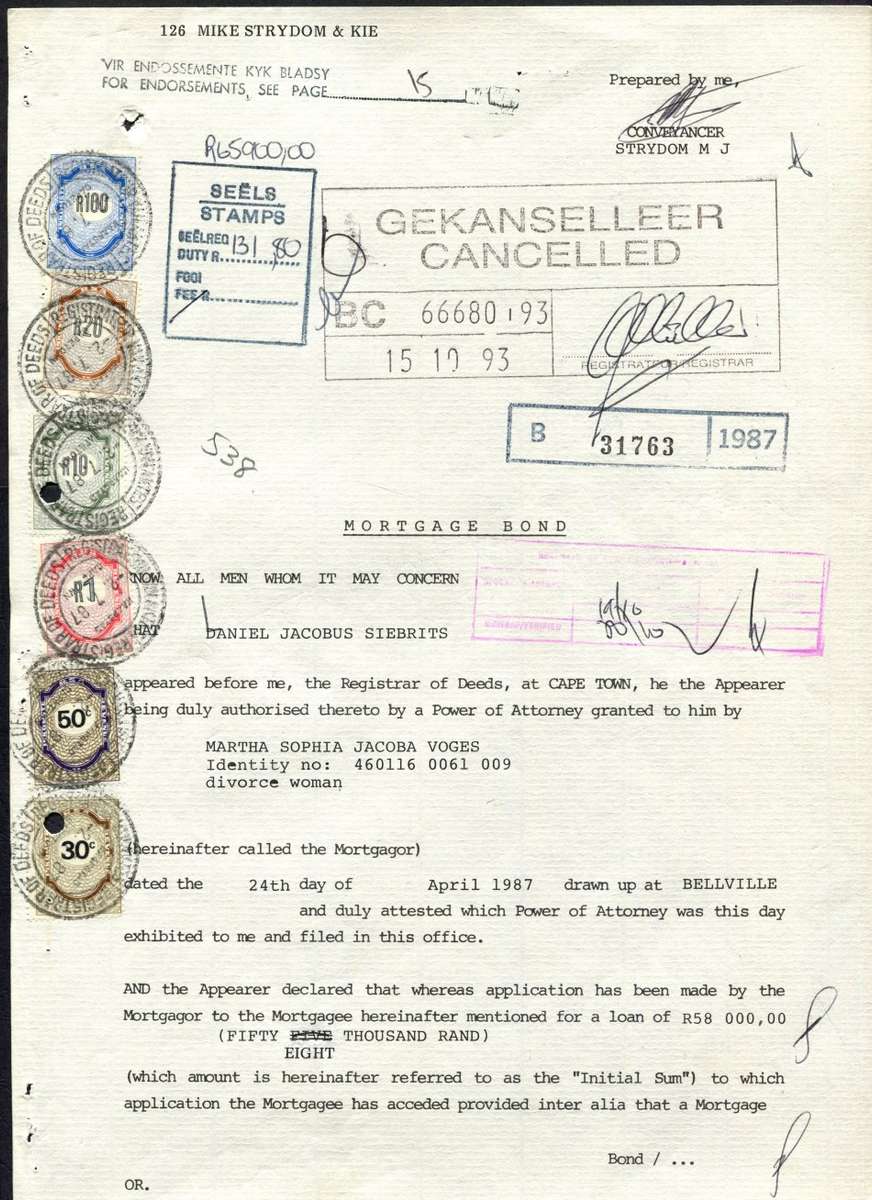 126 MIKE STRYDOM & KIE
VIR ENDOSSEMENTE KYK BLADSY
FOR ENDORSEMENTS, SEE PAGE 15
Prepared by me,
CONVEYANCER
STRYDOM M J
R65900,00
SEËLS
STAMPS
SEËLREG
DUTY R 131 80
FOOI
FEE R
GEKANSELLEER
CANCELLED
BC 66680 93
15 10 93
REGISTRATEUR/REGISTRAR
B 31763 1987
R100
R20
R10
R1
50c
30c
REGISTRAR OF DEEDS
538
MORTGAGE BOND
KNOW ALL MEN WHOM IT MAY CONCERN
THAT DANIEL JACOBUS SIEBRITS
appeared before me, the Registrar of Deeds, at CAPE TOWN, he the Appearer
being duly authorised thereto by a Power of Attorney granted to him by
MARTHA SOPHIA JACOBA VOGES
Identity no: 460116 0061 009
divorce woman
(hereinafter called the Mortgagor)
dated the 24th day of April 1987 drawn up at BELLVILLE
and duly attested which Power of Attorney was this day
exhibited to me and filed in this office.
AND the Appearer declared that whereas application has been made by the
Mortgagor to the Mortgagee hereinafter mentioned for a loan of R58 000,00
(FIFTY FIVE THOUSAND RAND)
EIGHT
(which amount is hereinafter referred to as the "Initial Sum") to which
application the Mortgagee has acceded provided inter alia that a Mortgage
Bond / ...
OR.